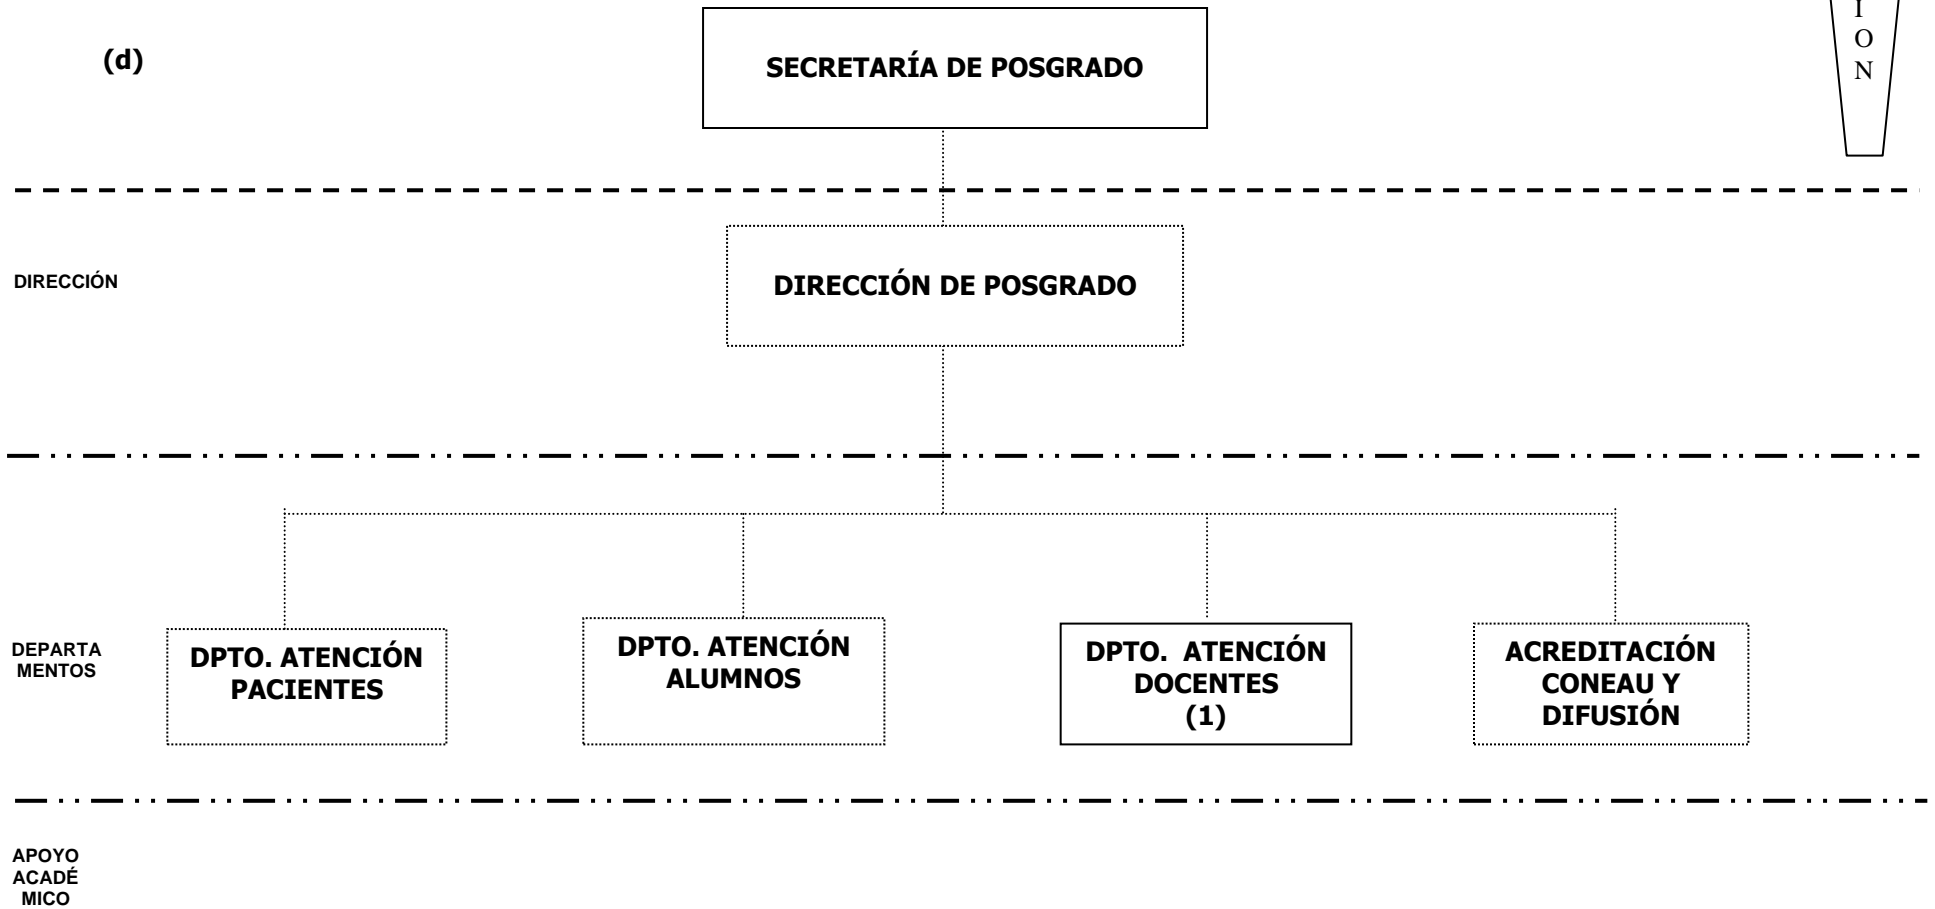 I
O
N
(d)
SECRETARÍA DE POSGRADO
DIRECCIÓN
DIRECCIÓN DE POSGRADO
DEPARTA
MENTOS
DPTO. ATENCIÓN
PACIENTES
DPTO. ATENCIÓN
ALUMNOS
DPTO.  ATENCIÓN
DOCENTES
(1)
ACREDITACIÓN
CONEAU Y
DIFUSIÓN
APOYO
ACADÉ
MICO